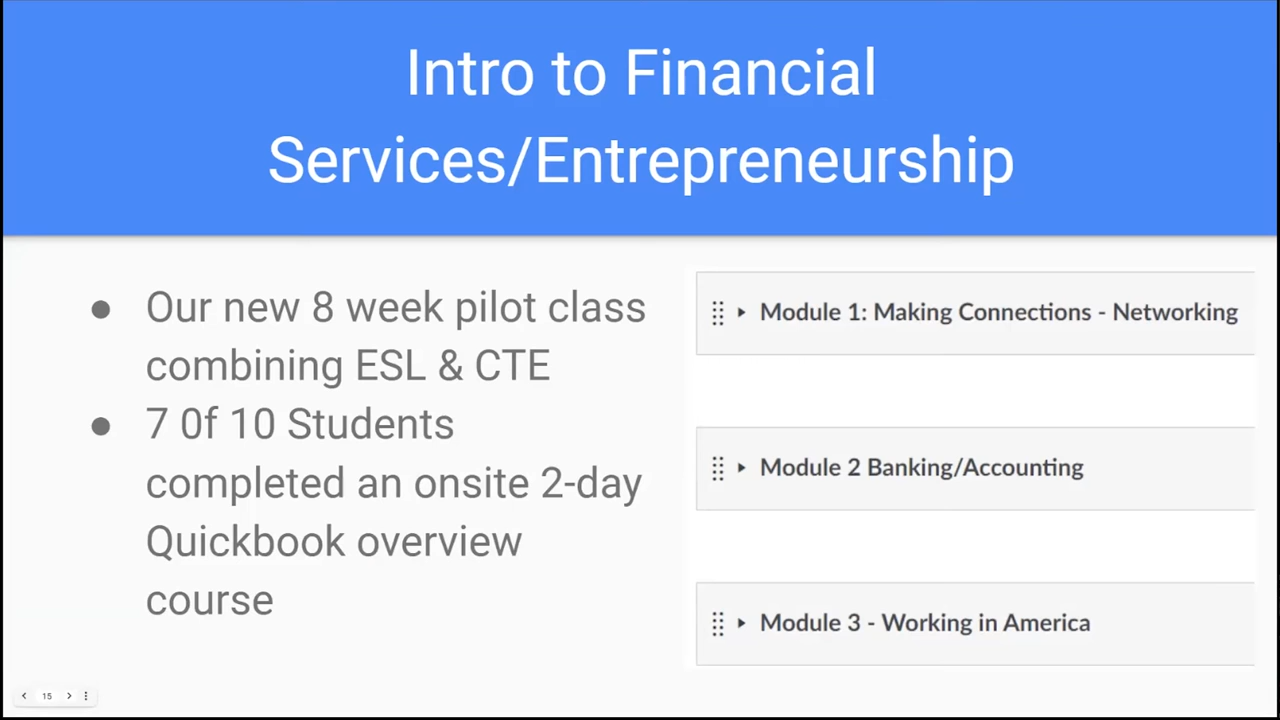 Intro to Financial
Services/Entrepreneurship
● Our new 8 week pilot class
combining ESL & CTE
● 7 0f 10 Students
completed an onsite 2-day
Quickbook overview
course
Module 1: Making Connections - Networking
Module 2 Banking/Accounting
Module 3 - Working in America
15